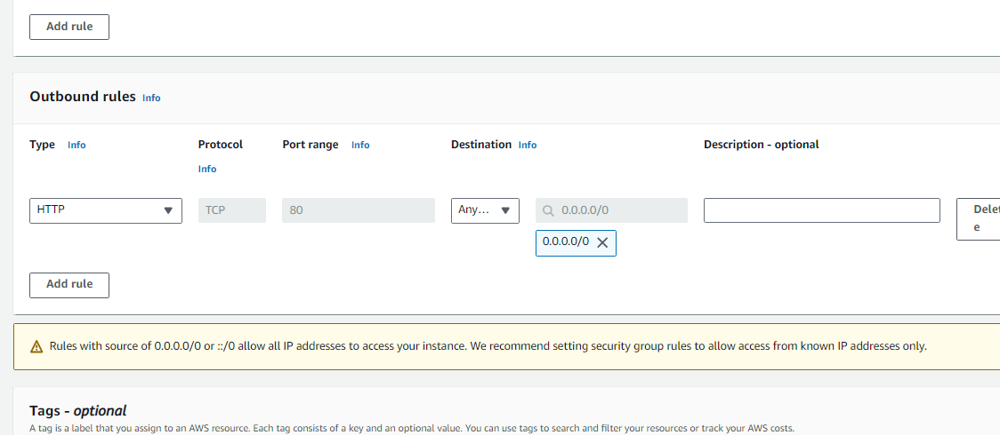 Add rule
Outbound rules Info
Type Info Protocol Port range Info Destination Info Description - optional
Info
HTTP TCP 80 Any... 0.0.0.0/0 Delet
e
0.0.0.0/0
Add rule
Rules with source of 0.0.0.0/0 or ::/0 allow all IP addresses to access your instance. We recommend setting security group rules to allow access from known IP addresses only.
Tags - optional
A tag is a label that you assign to an AWS resource. Each tag consists of a key and an optional value. You can use tags to search and filter your resources or track your AWS costs.